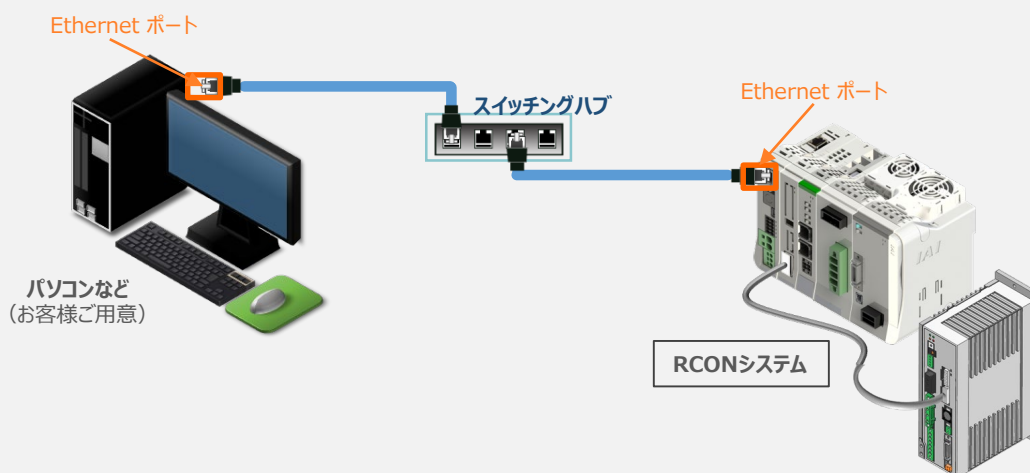 Ethernet ポート
スイッチングハブ
Ethernet ポート
IAI
パソコンなど
（お客様ご用意）
RCONシステム